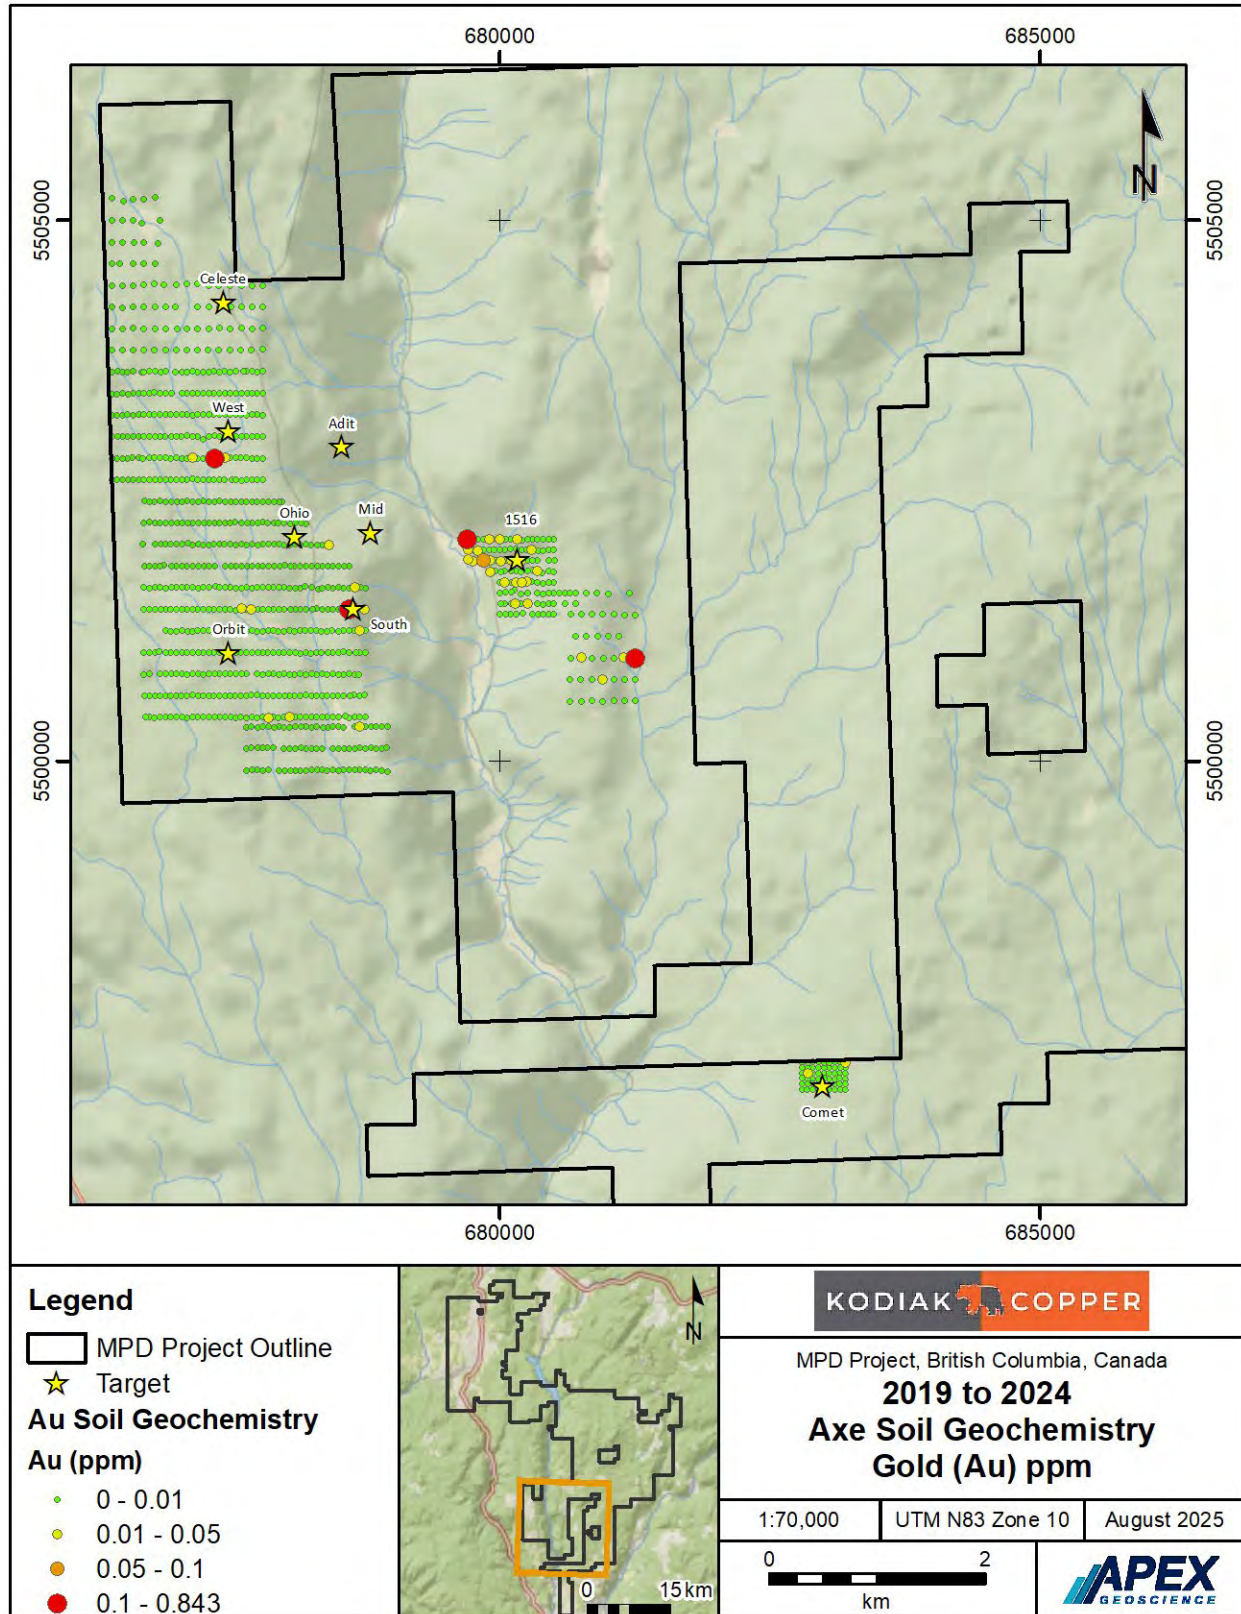 680000
685000
N
5505000
5505000
Celeste
West
Adit
Ohio
Mid
1516
South
Orbit
5500000
5500000
Comet
680000
685000
Legend
MPD Project Outline
Target
Au Soil Geochemistry
Au (ppm)
0 - 0.01
0.01 - 0.05
0.05 - 0.1
0.1 - 0.843
N
0 15 km
KODIAK COPPER
MPD Project, British Columbia, Canada
2019 to 2024
Axe Soil Geochemistry
Gold (Au) ppm
1:70,000
UTM N83 Zone 10
August 2025
0 2
km
APEX
GEOSCIENCE